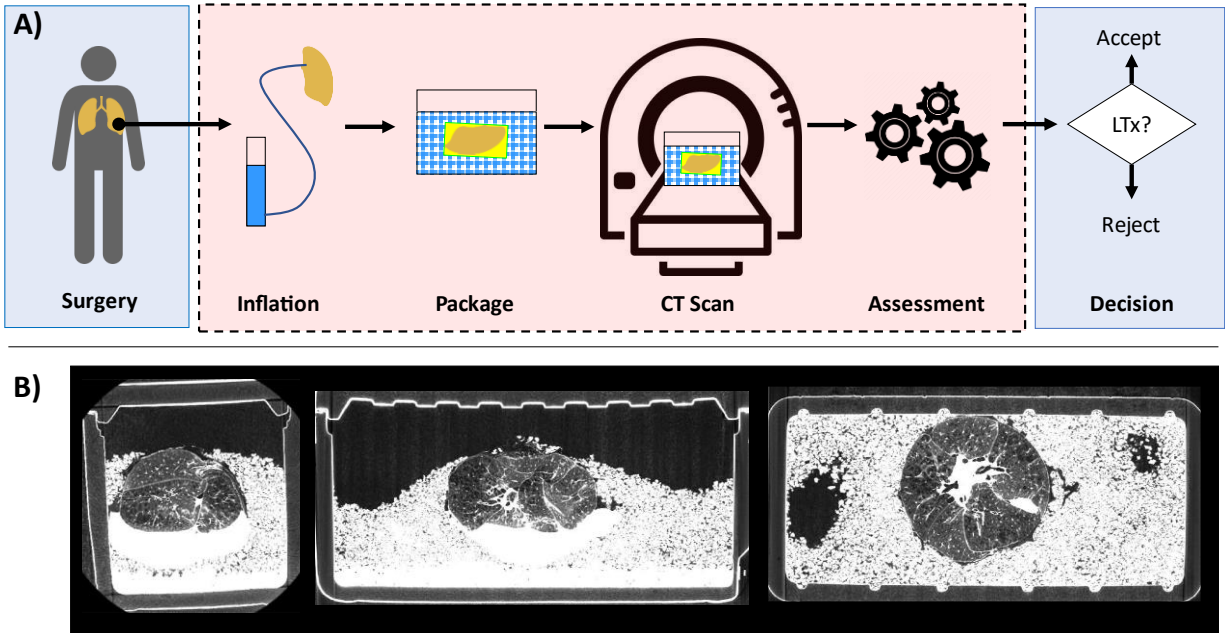 A)
Surgery
Inflation
Package
CT Scan
Assessment
Accept
LTx?
Reject
Decision
B)